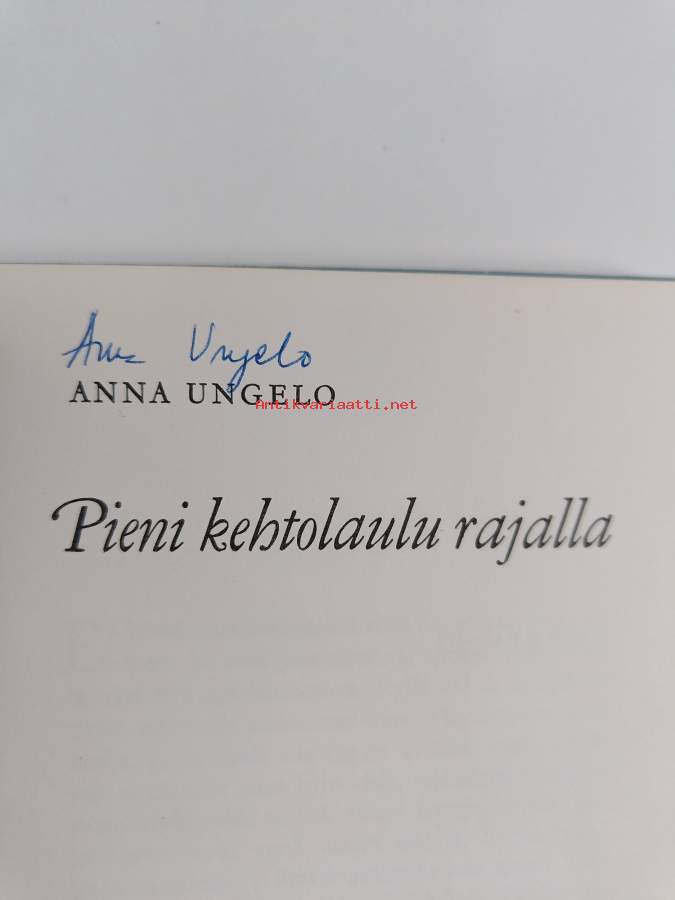 Anna Ungelo
ANNA UNGELO
Antikvariaatti.net
Pieni kehtolaulu rajalla